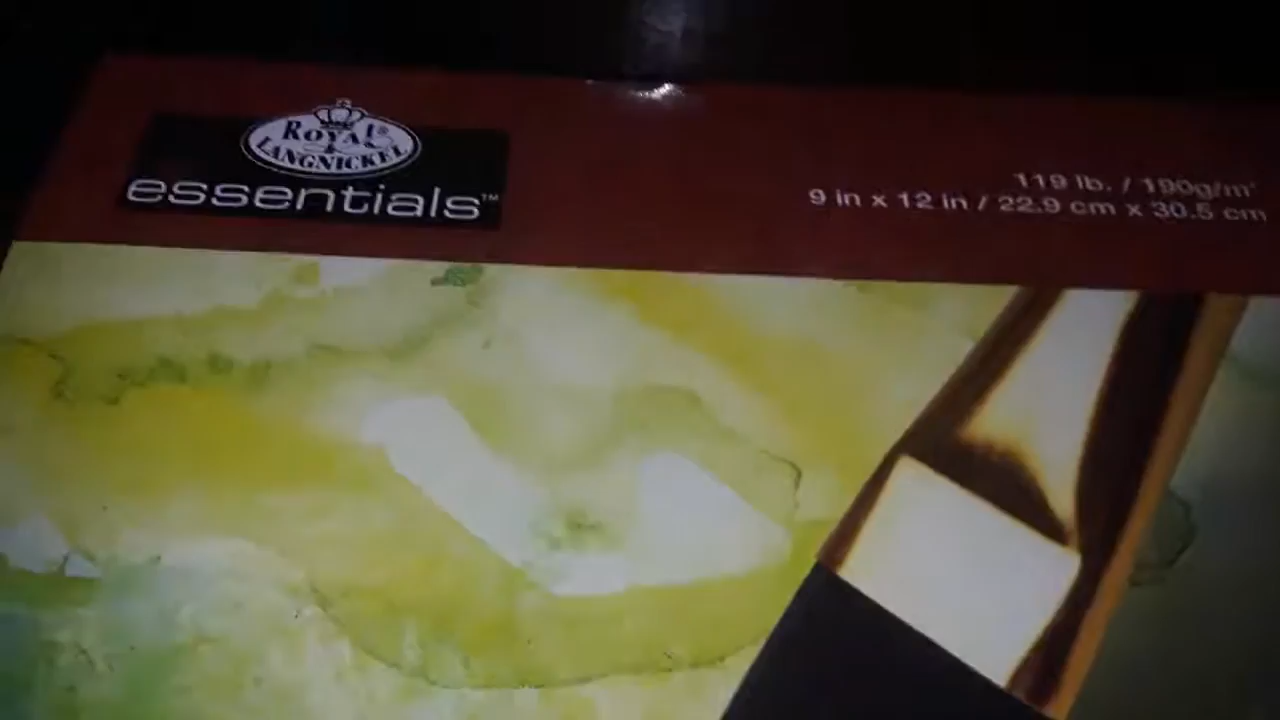 ROYAL®
LANGNICKEL
essentials™
119 lb. / 190g/m²
9 in x 12 in / 22.9 cm x 30.5 cm